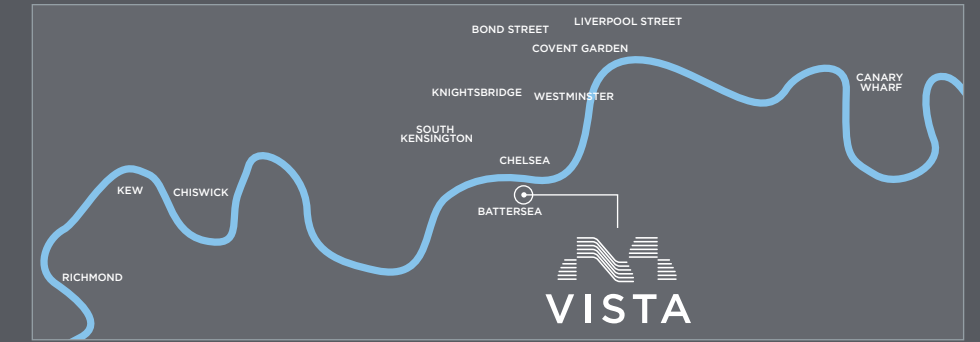 LIVERPOOL STREET
BOND STREET
COVENT GARDEN
CANARY
WHARF
KNIGHTSBRIDGE
WESTMINSTER
SOUTH
KENSINGTON
CHELSEA
KEW
CHISWICK
BATTERSEA
RICHMOND
VISTA